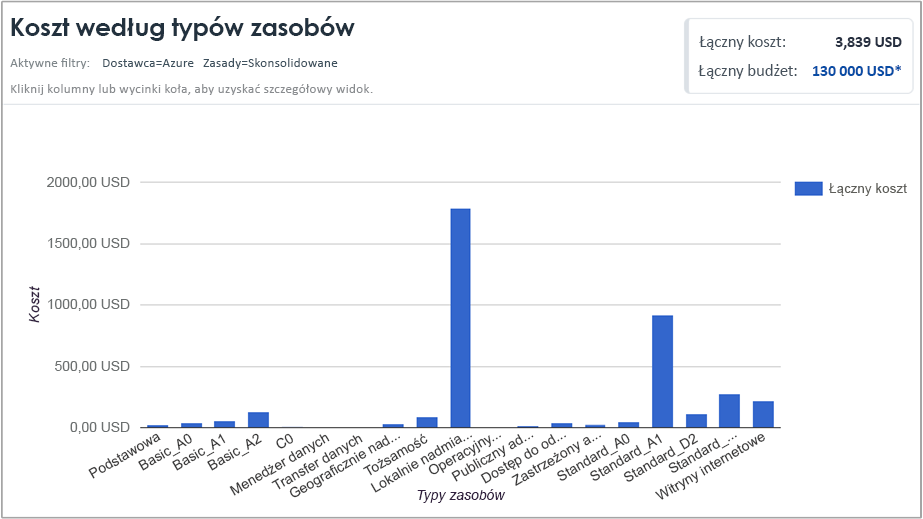 Koszt według typów zasobów
Łączny koszt: 3,839 USD
Łączny budżet: 130 000 USD*
Aktywne filtry: Dostawca=Azure Zasady=Skonsolidowane
Kliknij kolumny lub wycinki koła, aby uzyskać szczegółowy widok.
2000,00 USD
1500,00 USD
1000,00 USD
500,00 USD
0,00 USD
Koszt
Łączny koszt
Podstawowa
Basic_A0
Basic_A1
Basic_A2
C0
Menedżer danych
Transfer danych
Geograficznie nad...
Tożsamość
Lokalnie nadmia...
Operacyjny...
Publiczny ad...
Dostęp do od...
Zastrzeżony a...
Standard_A0
Standard_A1
Standard_D2
Standard_...
Witryny internetowe
Typy zasobów